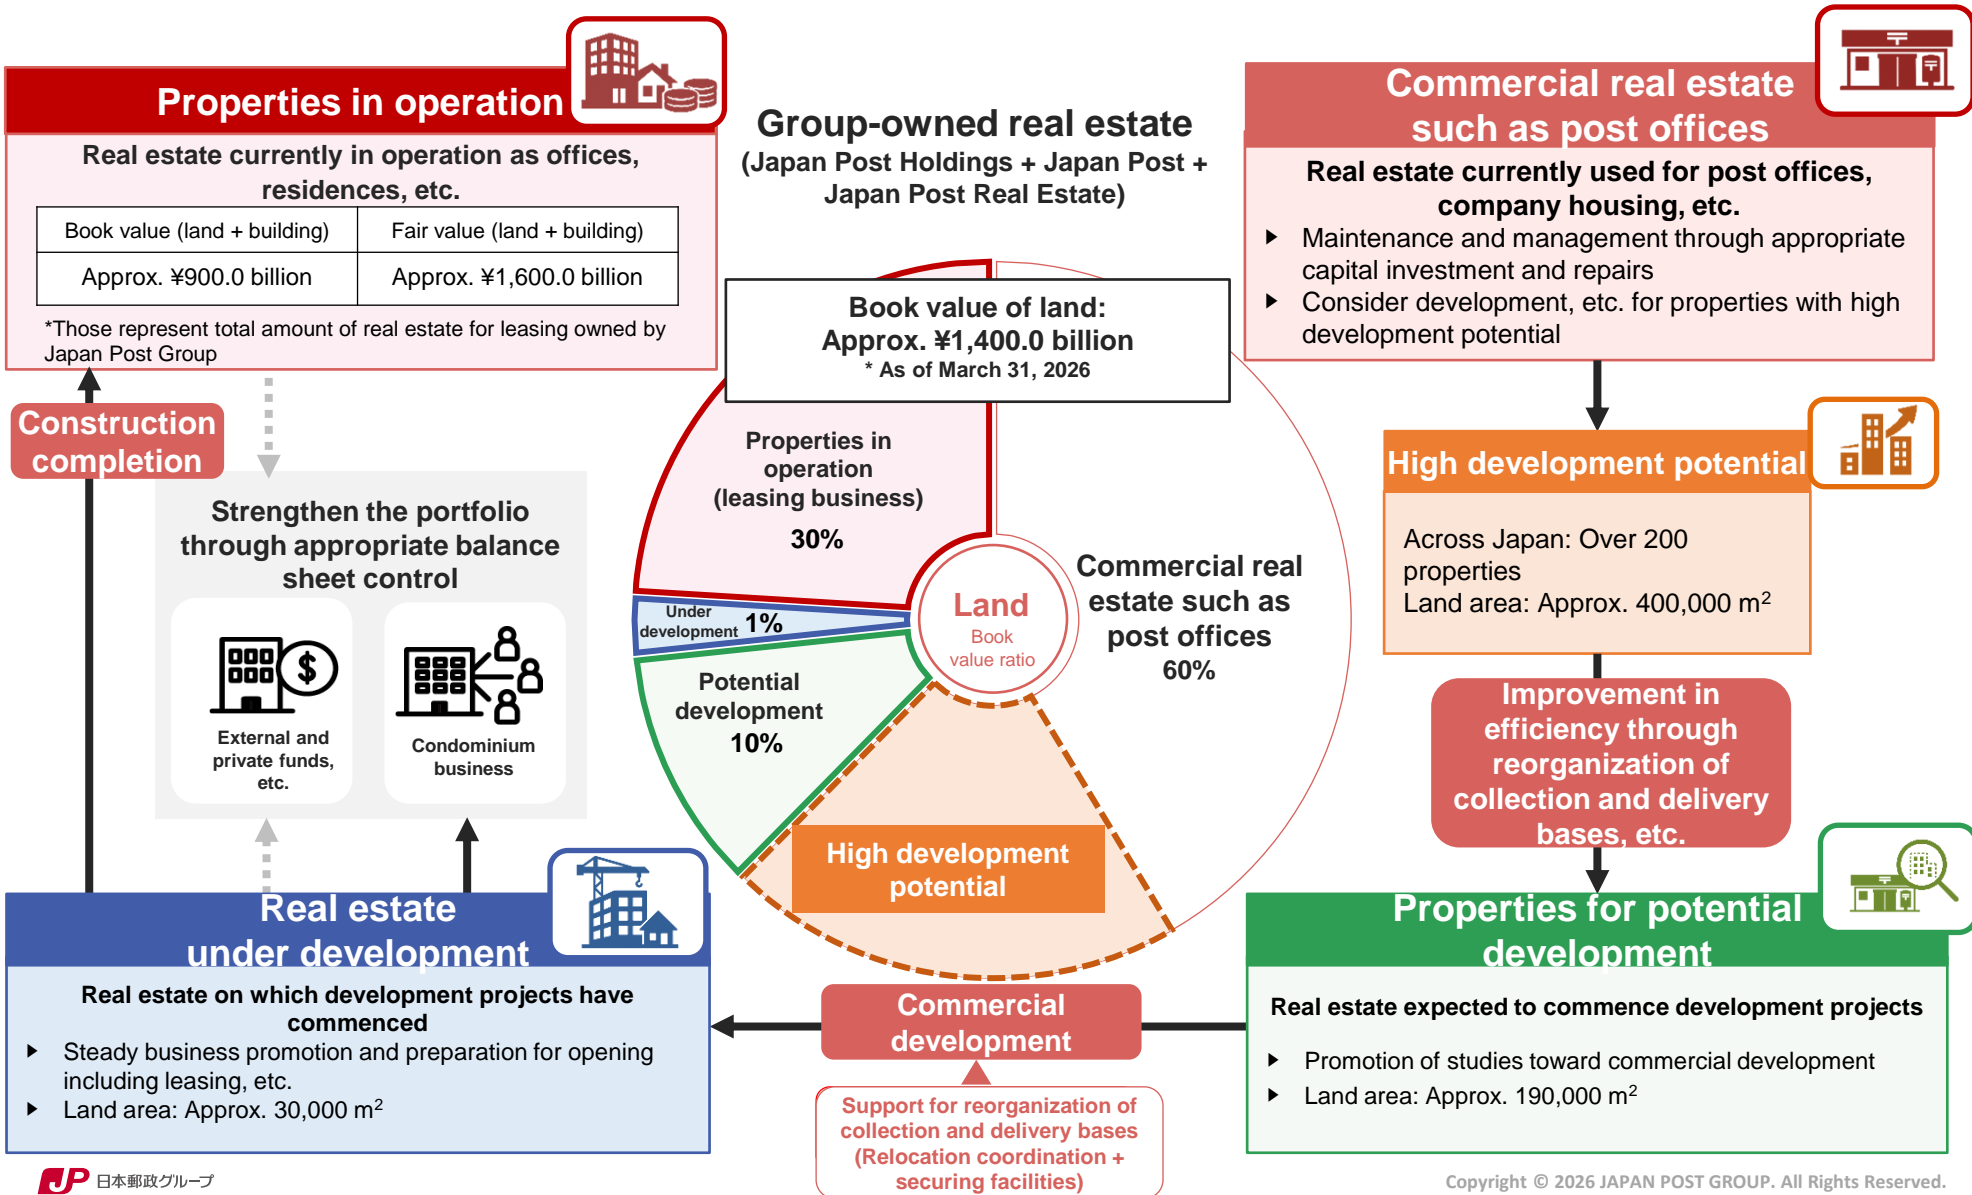 Properties in operation
Real estate currently in operation as offices,
residences, etc.
Book value (land + building)
Fair value (land + building)
Approx. ¥900.0 billion
Approx. ¥1,600.0 billion
*Those represent total amount of real estate for leasing owned by
Japan Post Group
Group-owned real estate
(Japan Post Holdings + Japan Post +
Japan Post Real Estate)
Book value of land:
Approx. ¥1,400.0 billion
* As of March 31, 2026
Commercial real estate
such as post offices
Real estate currently used for post offices,
company housing, etc.
Maintenance and management through appropriate
capital investment and repairs
Consider development, etc. for properties with high
development potential
Construction
completion
Strengthen the portfolio
through appropriate balance
sheet control
External and
private funds,
etc.
Condominium
business
Properties in
operation
(leasing business)
30%
Under
development
1%
Potential
development
10%
High development
potential
Land
Book
value ratio
Commercial real
estate such as
post offices
60%
High development potential
Across Japan: Over 200
properties
Land area: Approx. 400,000 m²
Improvement in
efficiency through
reorganization of
collection and delivery
bases, etc.
Real estate
under development
Real estate on which development projects have
commenced
Steady business promotion and preparation for opening
including leasing, etc.
Land area: Approx. 30,000 m²
Commercial
development
Support for reorganization of
collection and delivery bases
(Relocation coordination +
securing facilities)
Properties for potential
development
Real estate expected to commence development projects
Promotion of studies toward commercial development
Land area: Approx. 190,000 m²
JP 日本郵政グループ
Copyright © 2026 JAPAN POST GROUP. All Rights Reserved.